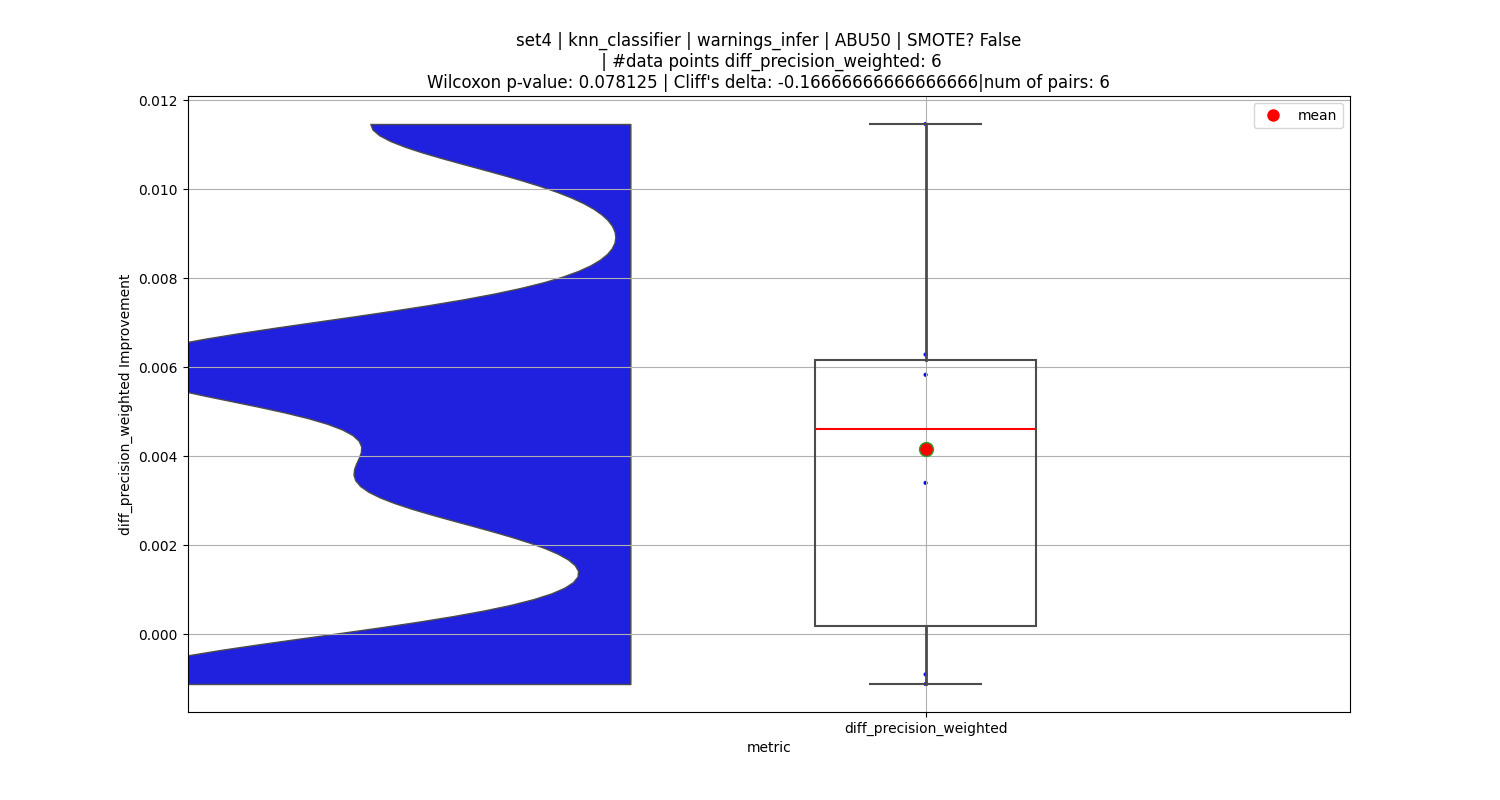 set4 | knn_classifier | warnings_infer | ABU50 | SMOTE? False
| #data points diff_precision_weighted: 6
Wilcoxon p-value: 0.078125 | Cliff's delta: -0.16666666666666666|num of pairs: 6
0.012
mean
0.010
0.008
0.006
0.004
0.002
0.000
diff_precision_weighted Improvement
diff_precision_weighted
metric